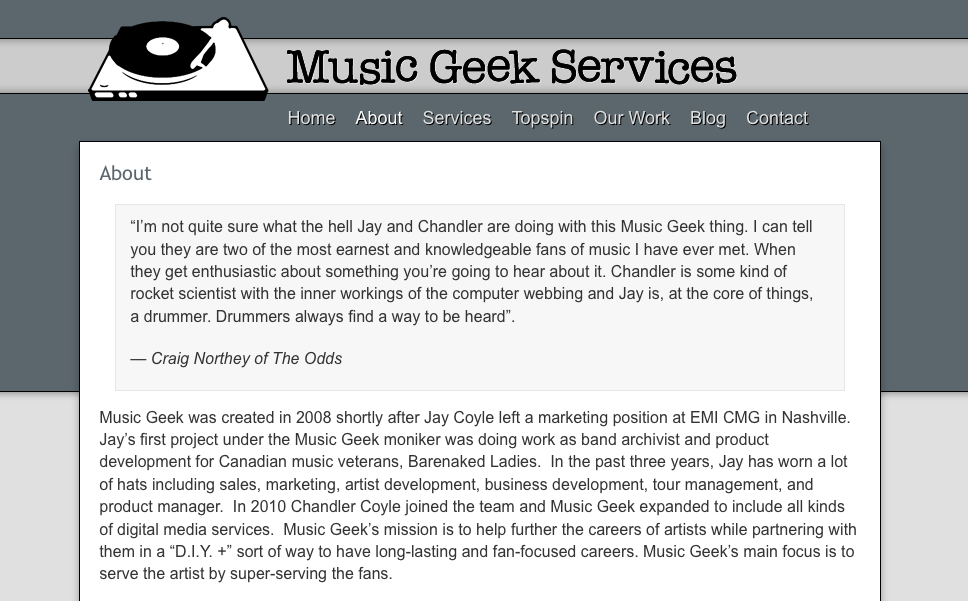 Music Geek Services
Home About Services Topspin Our Work Blog Contact
About
“I’m not quite sure what the hell Jay and Chandler are doing with this Music Geek thing. I can tell
you they are two of the most earnest and knowledgeable fans of music I have ever met. When
they get enthusiastic about something you’re going to hear about it. Chandler is some kind of
rocket scientist with the inner workings of the computer webbing and Jay is, at the core of things,
a drummer. Drummers always find a way to be heard”.
— Craig Northey of The Odds
Music Geek was created in 2008 shortly after Jay Coyle left a marketing position at EMI CMG in Nashville.
Jay’s first project under the Music Geek moniker was doing work as band archivist and product
development for Canadian music veterans, Barenaked Ladies.  In the past three years, Jay has worn a lot
of hats including sales, marketing, artist development, business development, tour management, and
product manager.  In 2010 Chandler Coyle joined the team and Music Geek expanded to include all kinds
of digital media services.  Music Geek’s mission is to help further the careers of artists while partnering with
them in a “D.I.Y. +” sort of way to have long-lasting and fan-focused careers. Music Geek’s main focus is to
serve the artist by super-serving the fans.